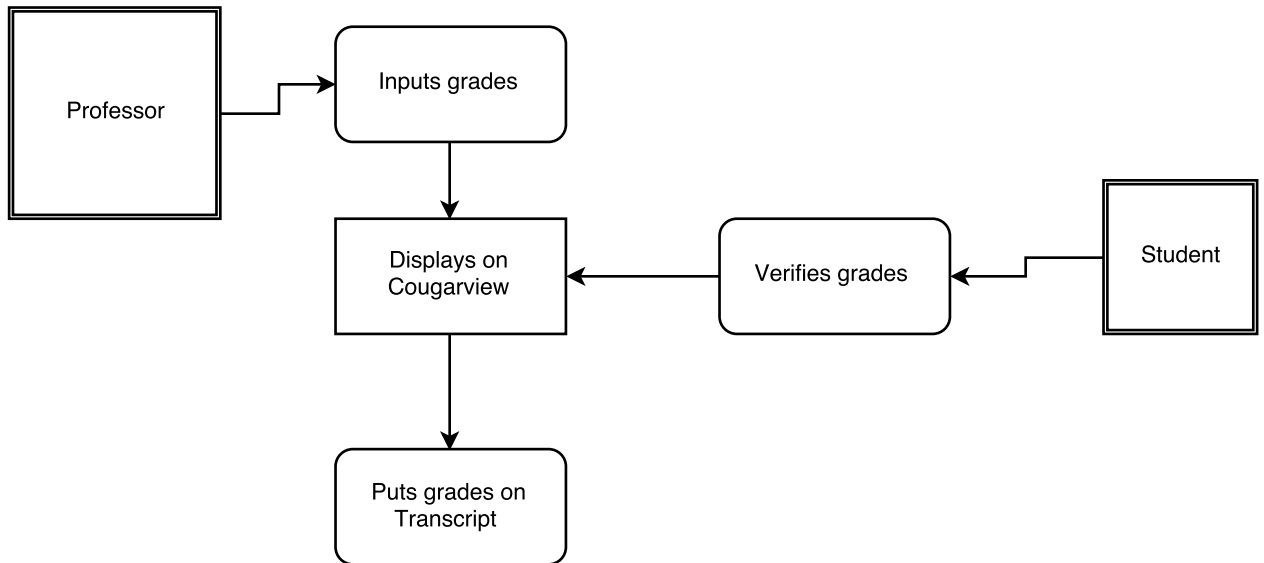 Professor
Inputs grades
Displays on
Cougarview
Verifies grades
Student
Puts grades on
Transcript